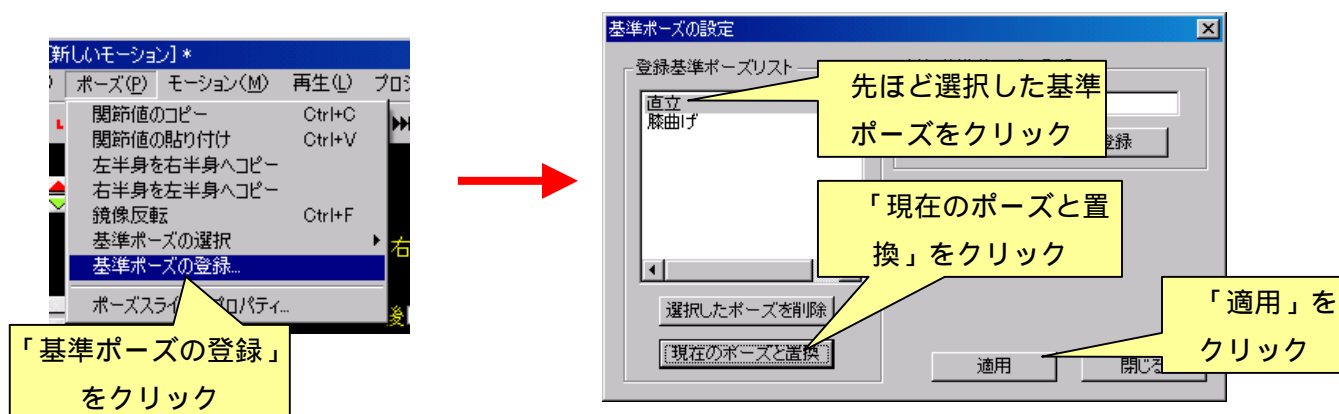 新しいモーション] *
ポーズ(P) モーション(M) 再生(L) プロジ
関節値のコピー Ctrl+C
関節値の貼り付け Ctrl+V
左半身を右半身へコピー
右半身を左半身へコピー
鏡像反転 Ctrl+F
基準ポーズの選択
基準ポーズの登録...
ポーズスライ
ロパティ...
右
後
「基準ポーズの登録」
をクリック
基準ポーズの設定
登録基準ポーズリスト
直立
膝曲げ
先ほど選択した基準
ポーズをクリック
登録
「現在のポーズと置
換」をクリック
選択したポーズを削除
現在のポーズと置換
適用
閉じる
「適用」を
クリック